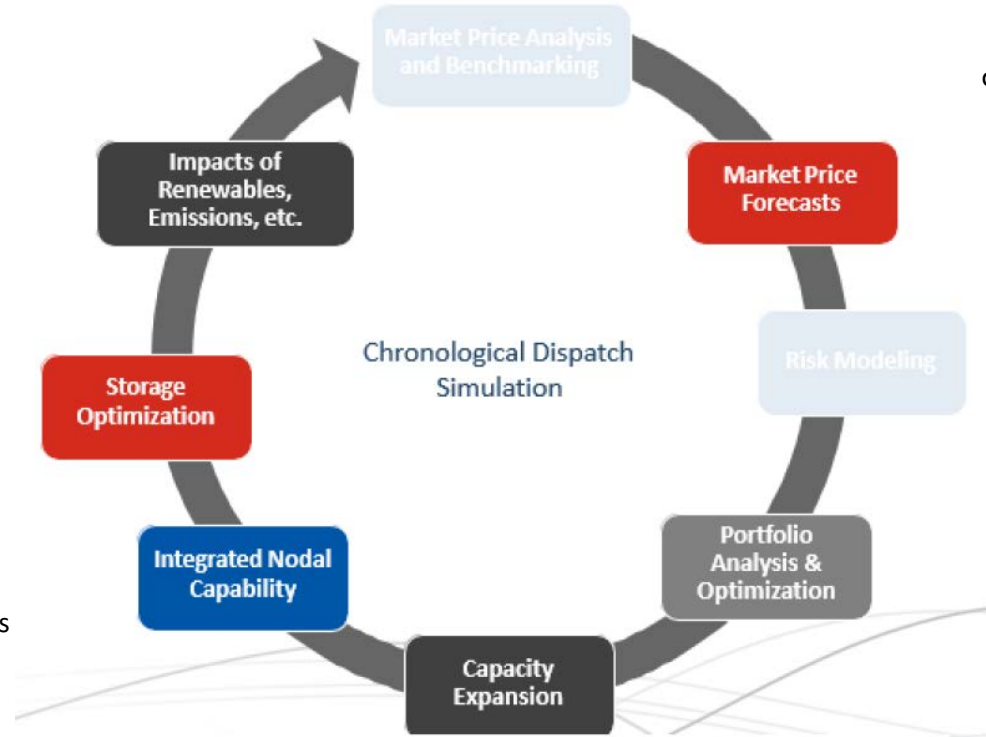 Market Price Analysis
and Benchmarking
Market Price
Forecasts
Risk Modeling
Portfolio
Analysis &
Optimization
Capacity
Expansion
Integrated Nodal
Capability
Storage
Optimization
Impacts of
Renewables,
Emissions, etc.
Chronological Dispatch
Simulation